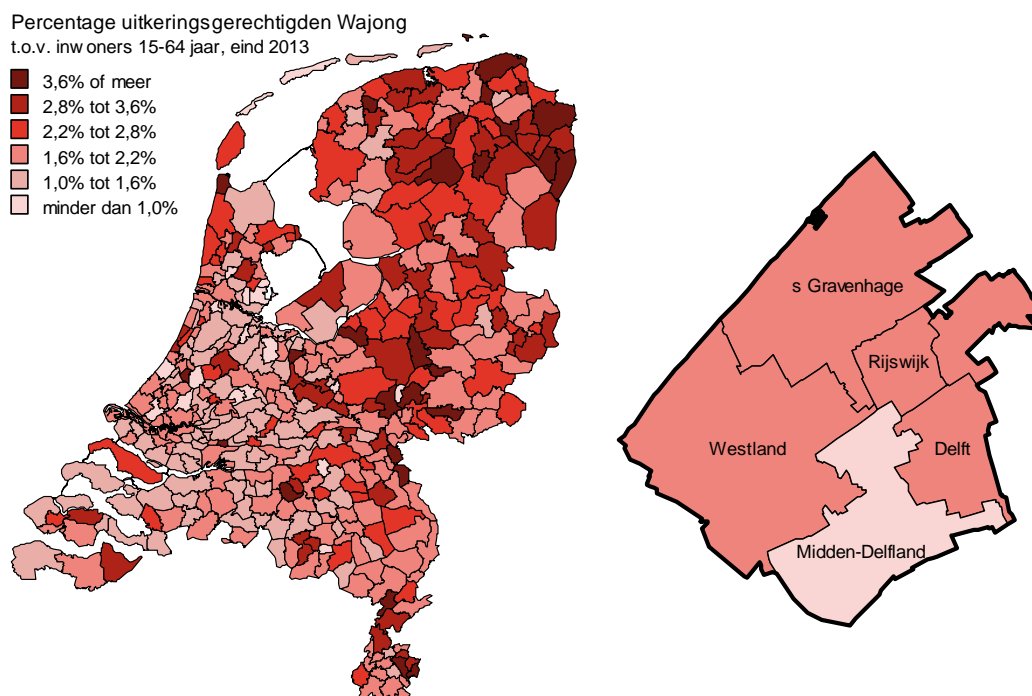 Percentage uitkeringsgerechtigden Wajong
t.o.v. inwoners 15-64 jaar, eind 2013
3,6% of meer
2,8% tot 3,6%
2,2% tot 2,8%
1,6% tot 2,2%
1,0% tot 1,6%
minder dan 1,0%
s Gravenhage
Rijswijk
Westland
Delft
Midden-Delfland